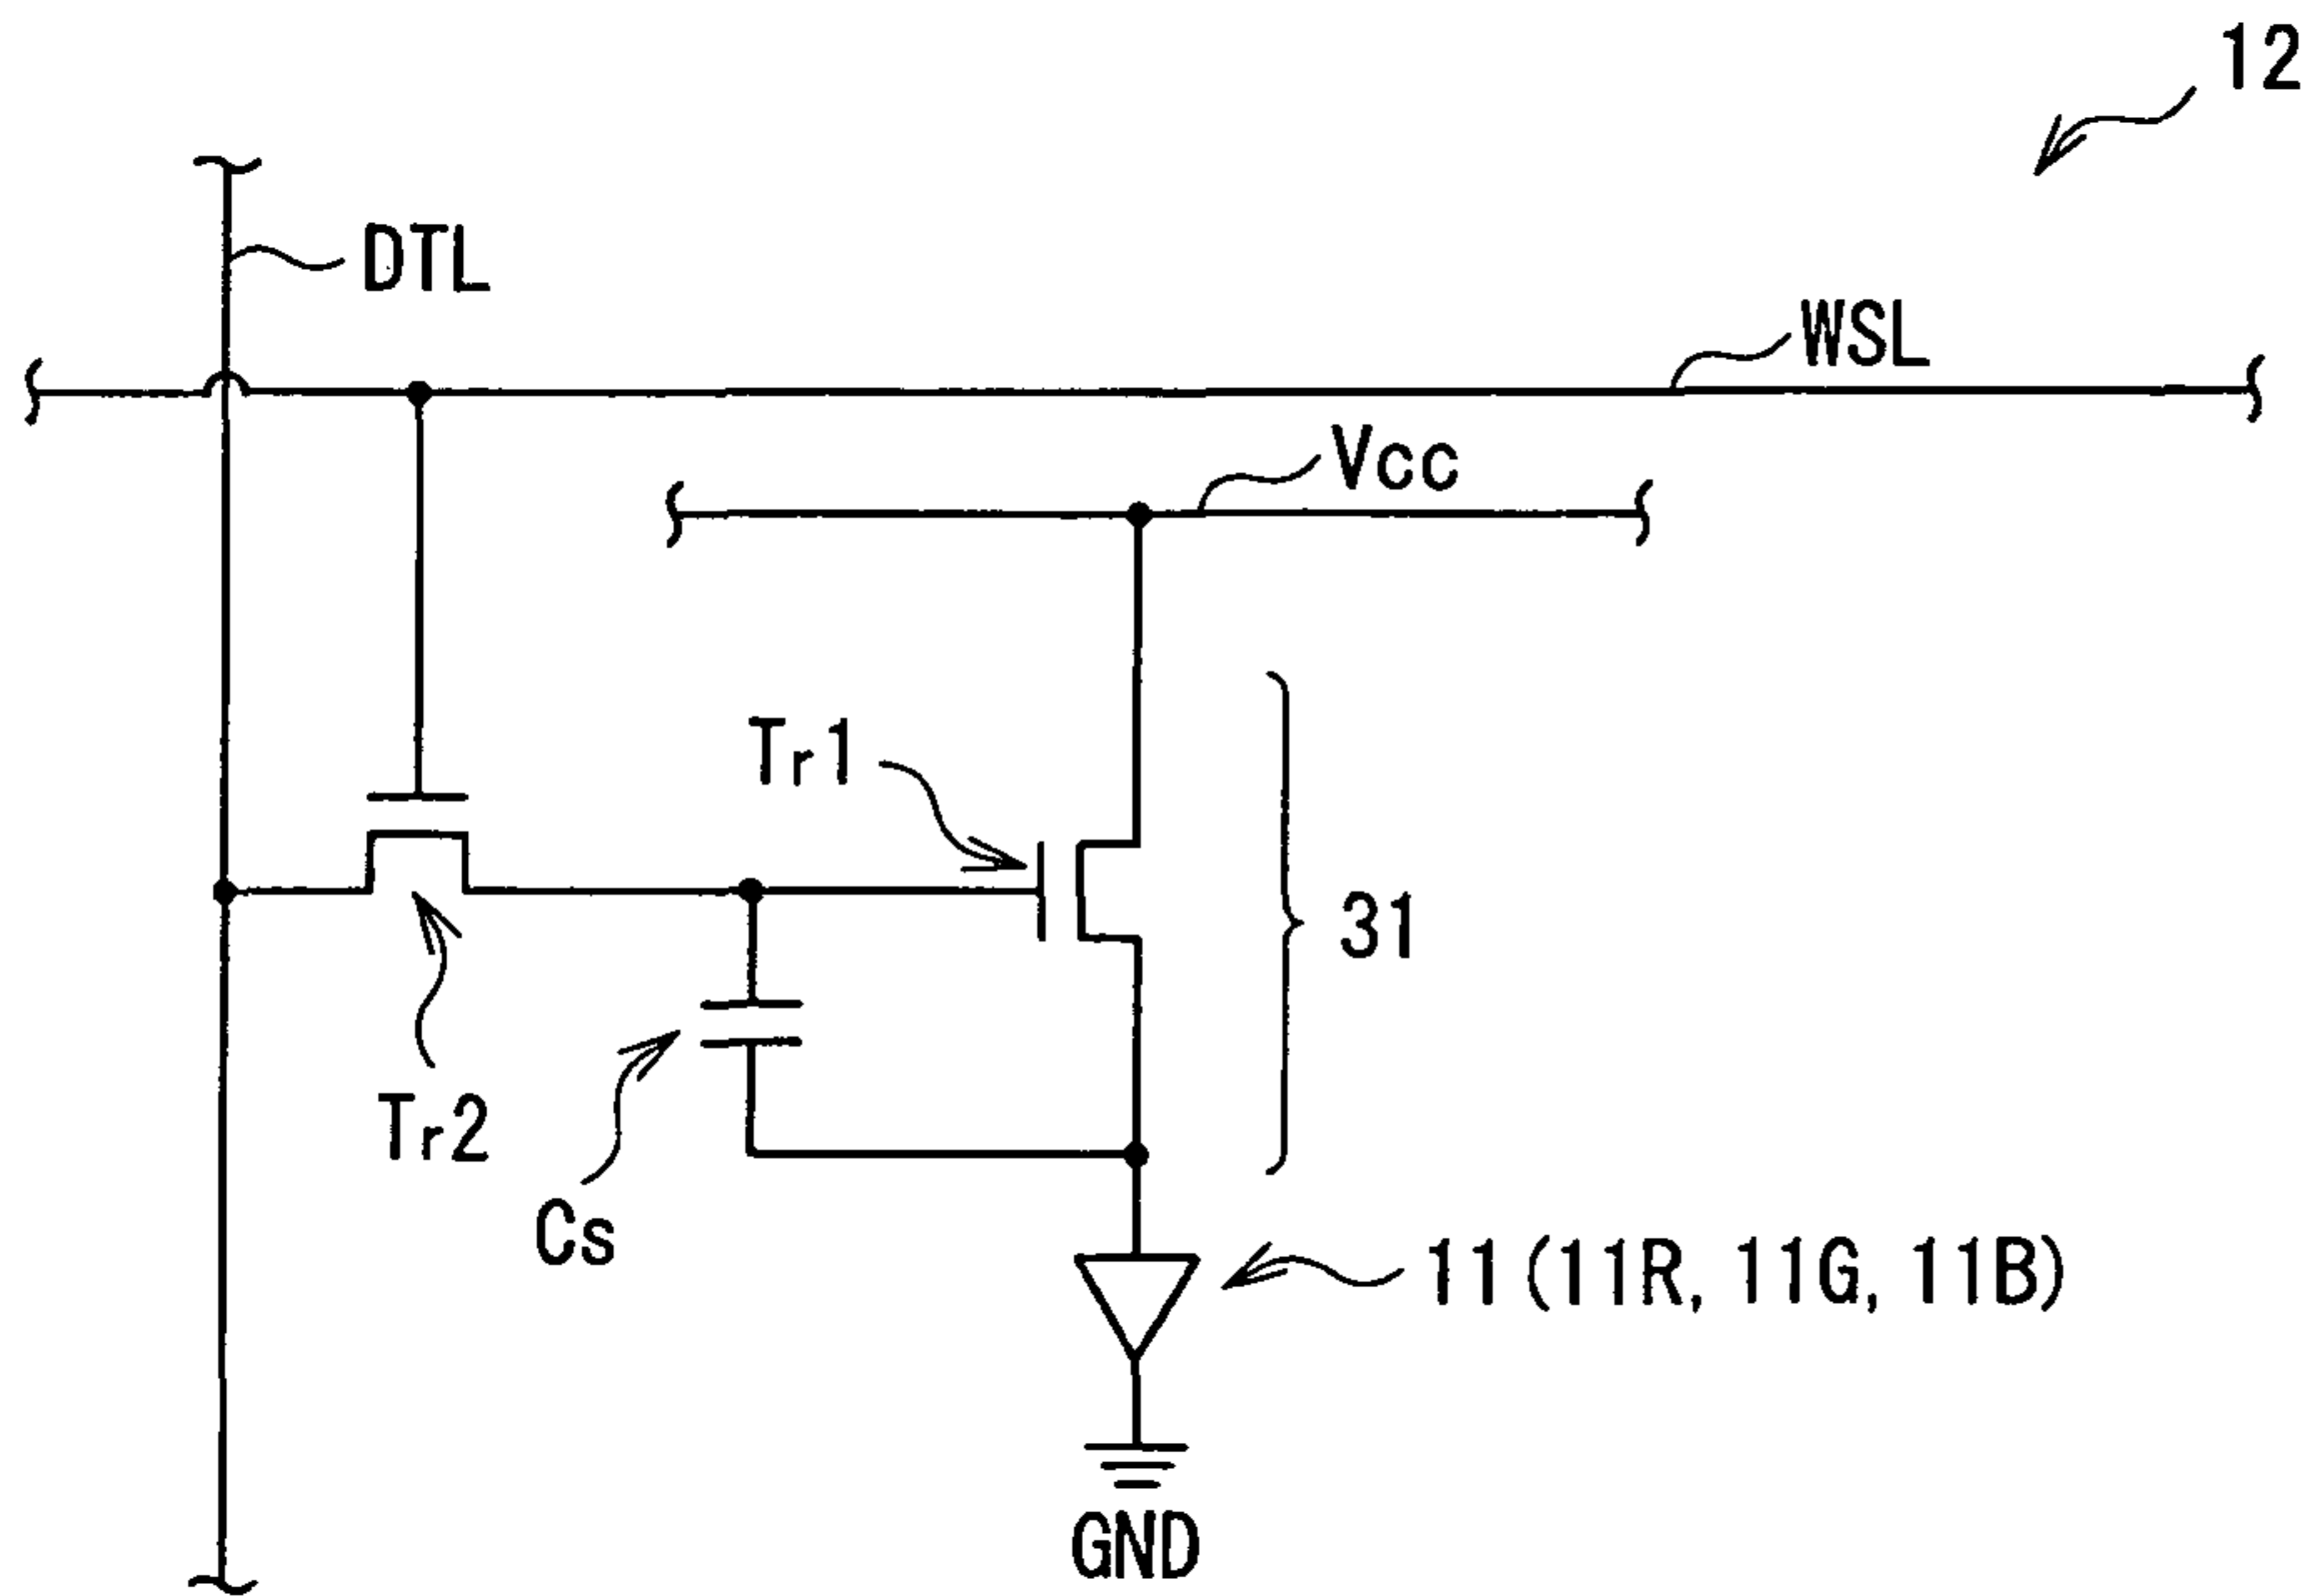 12
DTL
WSL
Vcc
Tr1
31
Tr2
Cs
11(11R, 11G, 11B)
GND